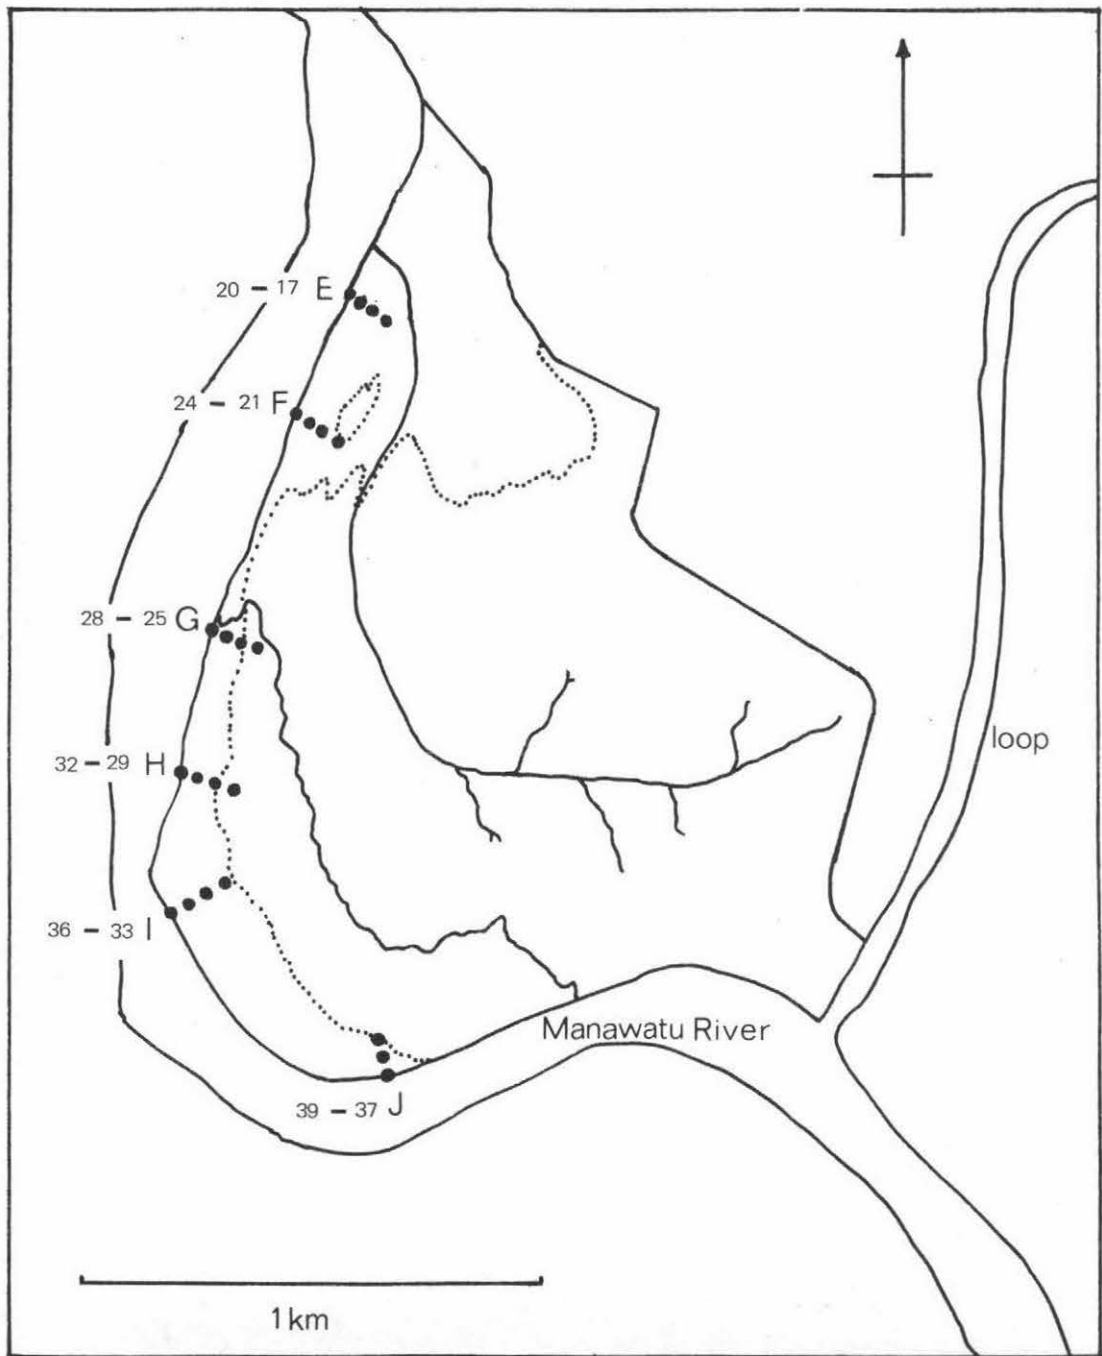 20 – 17 E
24 – 21 F
28 – 25 G
loop
32 – 29 H
36 – 33 I
Manawatu River
39 – 37 J
1 km